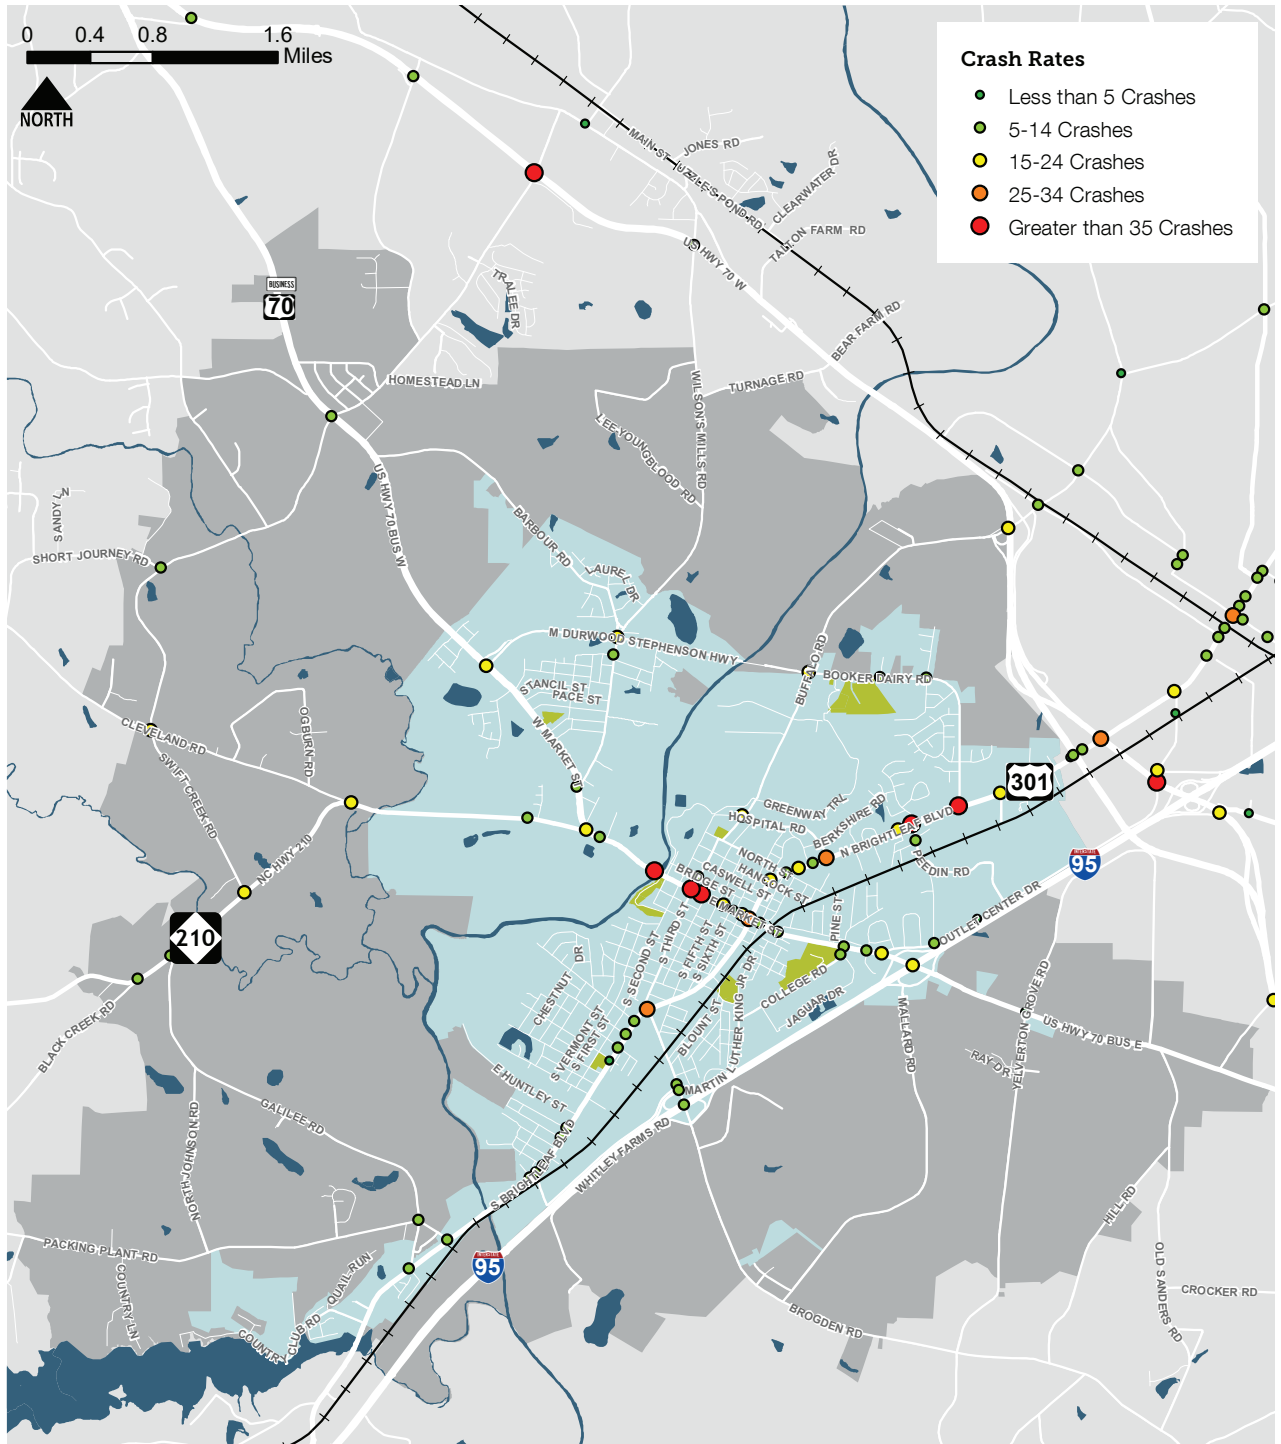 0 0.4 0.8 1.6
Miles
NORTH
Crash Rates
Less than 5 Crashes
5-14 Crashes
15-24 Crashes
25-34 Crashes
Greater than 35 Crashes
MAIN ST
JONES RD
UZZLE'S POND RD
CLEARWATER DR
TALTON FARM RD
US HWY 70 W
BUSINESS
70
TRALEE DR
BEAR FARM RD
HOMESTEAD LN
TURNAGE RD
WILSON'S MILLS RD
LEE YOUNGBLOOD RD
US HWY 70 BUS W
SANDY LN
SHORT JOURNEY RD
BARBOUR RD
LAUREL DR
M DURWOOD STEPHENSON HWY
BUFFALO RD
BOOKER DAIRY RD
STANCIL ST
PACE ST
W MARKET ST
OGBURN RD
CLEVELAND RD
SWIFT CREEK RD
NC HWY 210
301
GREENWAY TRL
HOSPITAL RD
BERKSHIRE RD
N BRIGHTLEAF BLVD
PEEDIN RD
95
NORTH ST
HANCOCK ST
CASWELL ST
BRIDGE ST
E MARKET ST
PINE ST
OUTLET CENTER DR
210
S THIRD ST
S SECOND ST
S FIFTH ST
S SIXTH ST
CHESTNUT DR
COLLEGE RD
JAGUAR DR
BLOUNT ST
MARTIN LUTHER KING JR DR
S VERMONT ST
S FIRST ST
E HUNTLEY ST
MALLARD RD
YELVERTON GROVE RD
US HWY 70 BUS E
RAY DR
BLACK CREEK RD
GALILEE RD
NORTH JOHNSON RD
S BRIGHTLEAF BLVD
WHITLEY FARMS RD
HILL RD
PACKING PLANT RD
COUNTRY LN
QUAIL RUN
COUNTRY CLUB RD
95
BROGDEN RD
OLD SANDERS RD
CROCKER RD